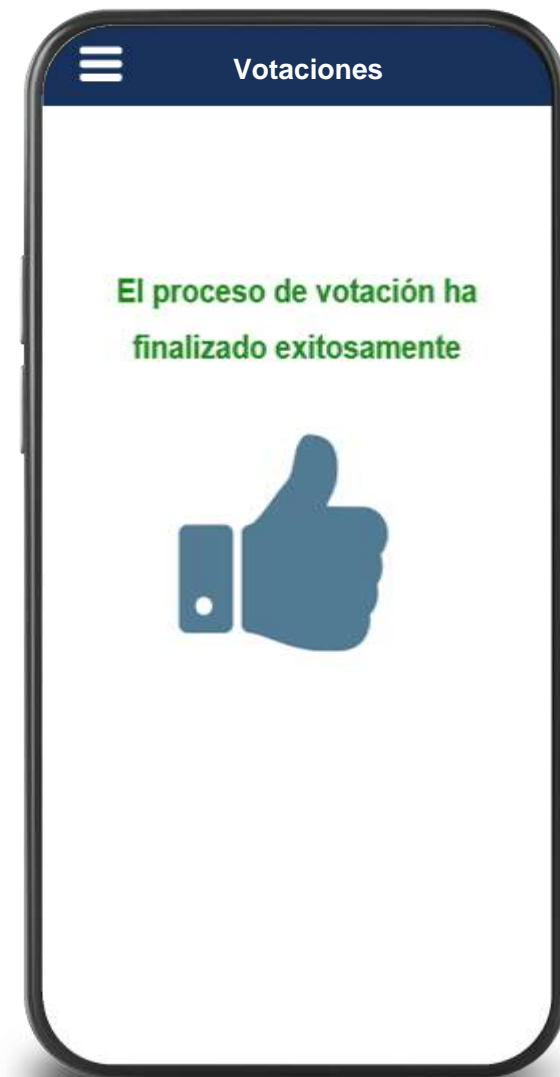 Votaciones
El proceso de votación ha
finalizado exitosamente